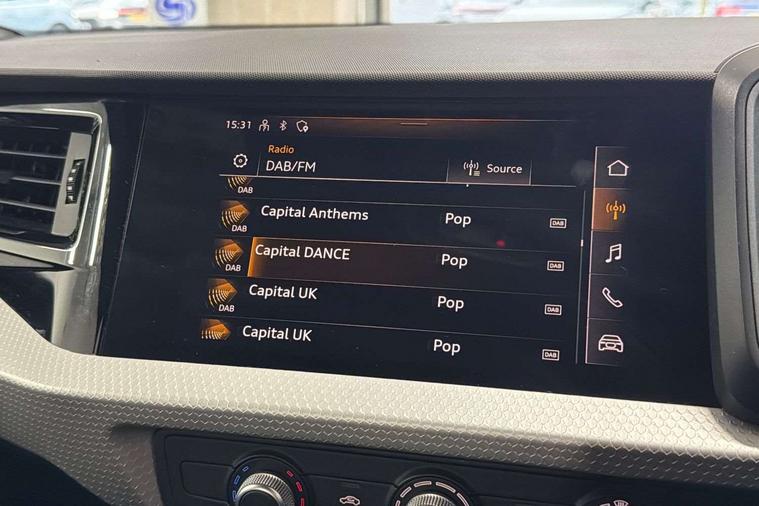 15:31
Radio
DAB/FM
Source
DAB
Capital Anthems Pop DAB
DAB
Capital DANCE Pop DAB
DAB
Capital UK Pop DAB
DAB
Capital UK Pop DAB